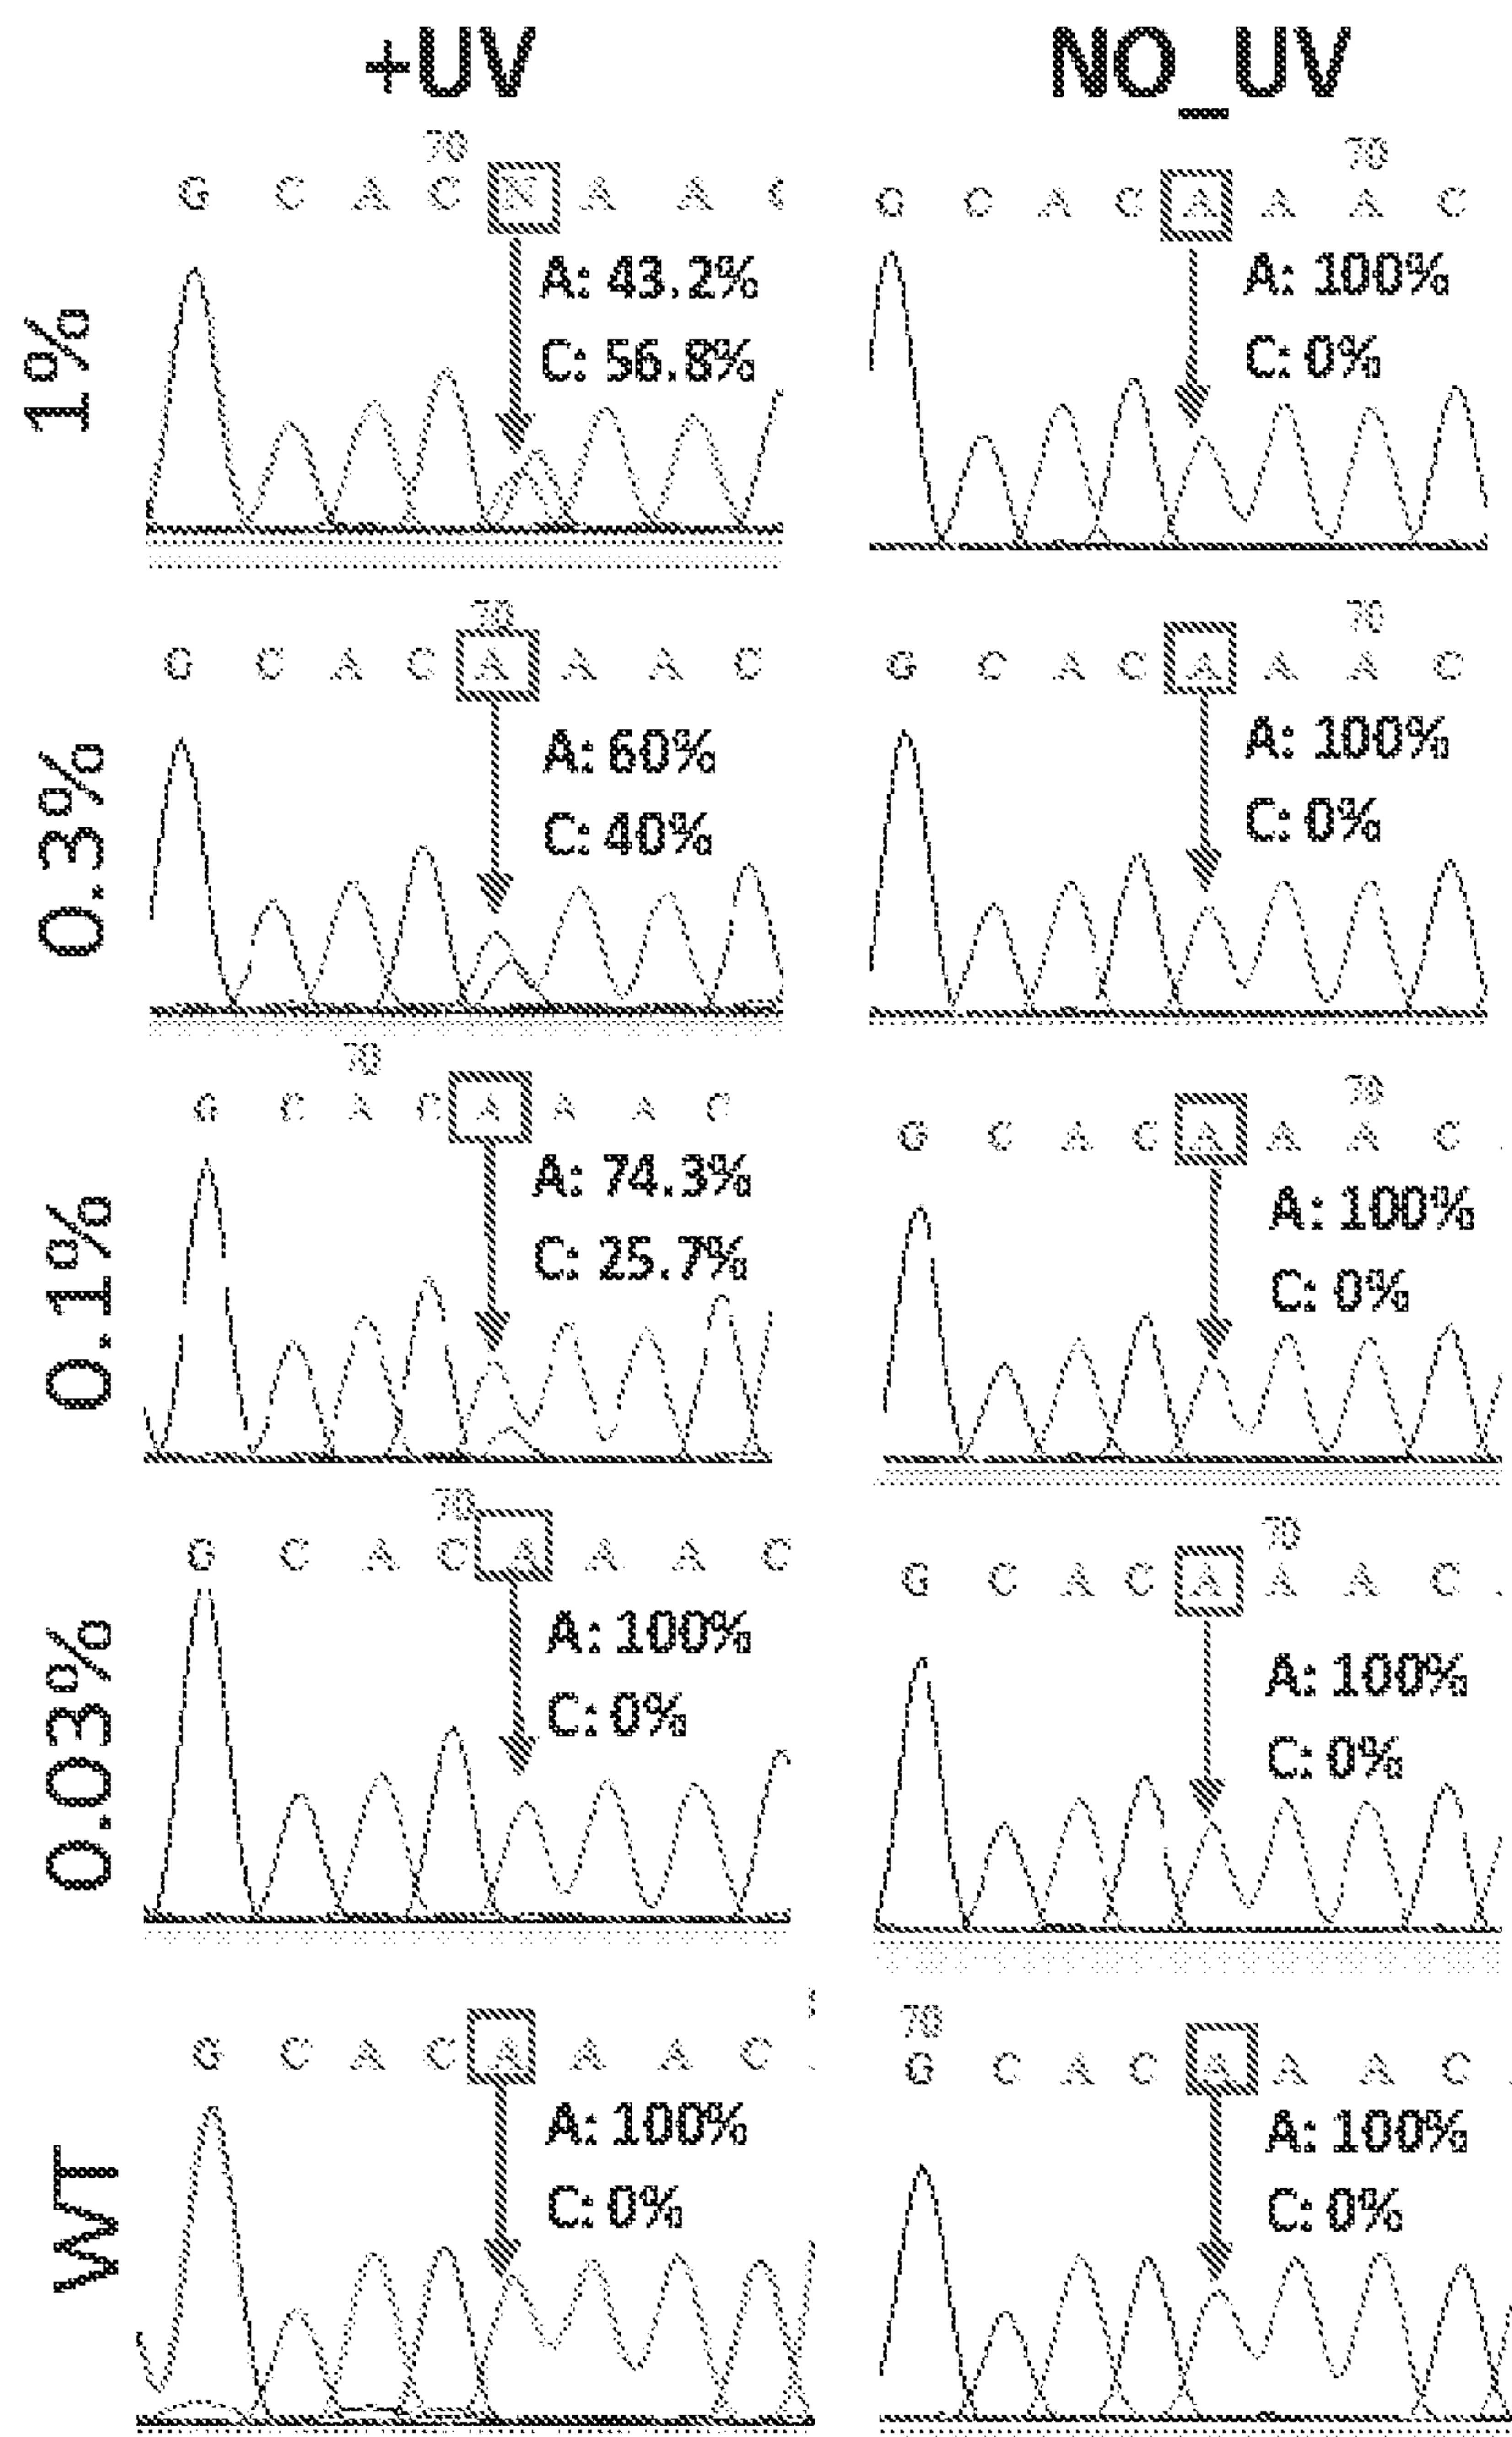 +UV NO_UV
70 70
G C A C N A A C G C A C A A A C
1%
A: 43.2% A: 100%
C: 56.8% C: 0%
70 70
G C A C A A A C G C A C A A A C
0.3%
A: 60% A: 100%
C: 40% C: 0%
70 70
G C A C A A A C G C A C A A A C
0.1%
A: 74.3% A: 100%
C: 25.7% C: 0%
70 70
G C A C A A A C G C A C A A A C
0.03%
A: 100% A: 100%
C: 0% C: 0%
70
G C A C A A A C G C A C A A A C
WT
A: 100% A: 100%
C: 0% C: 0%